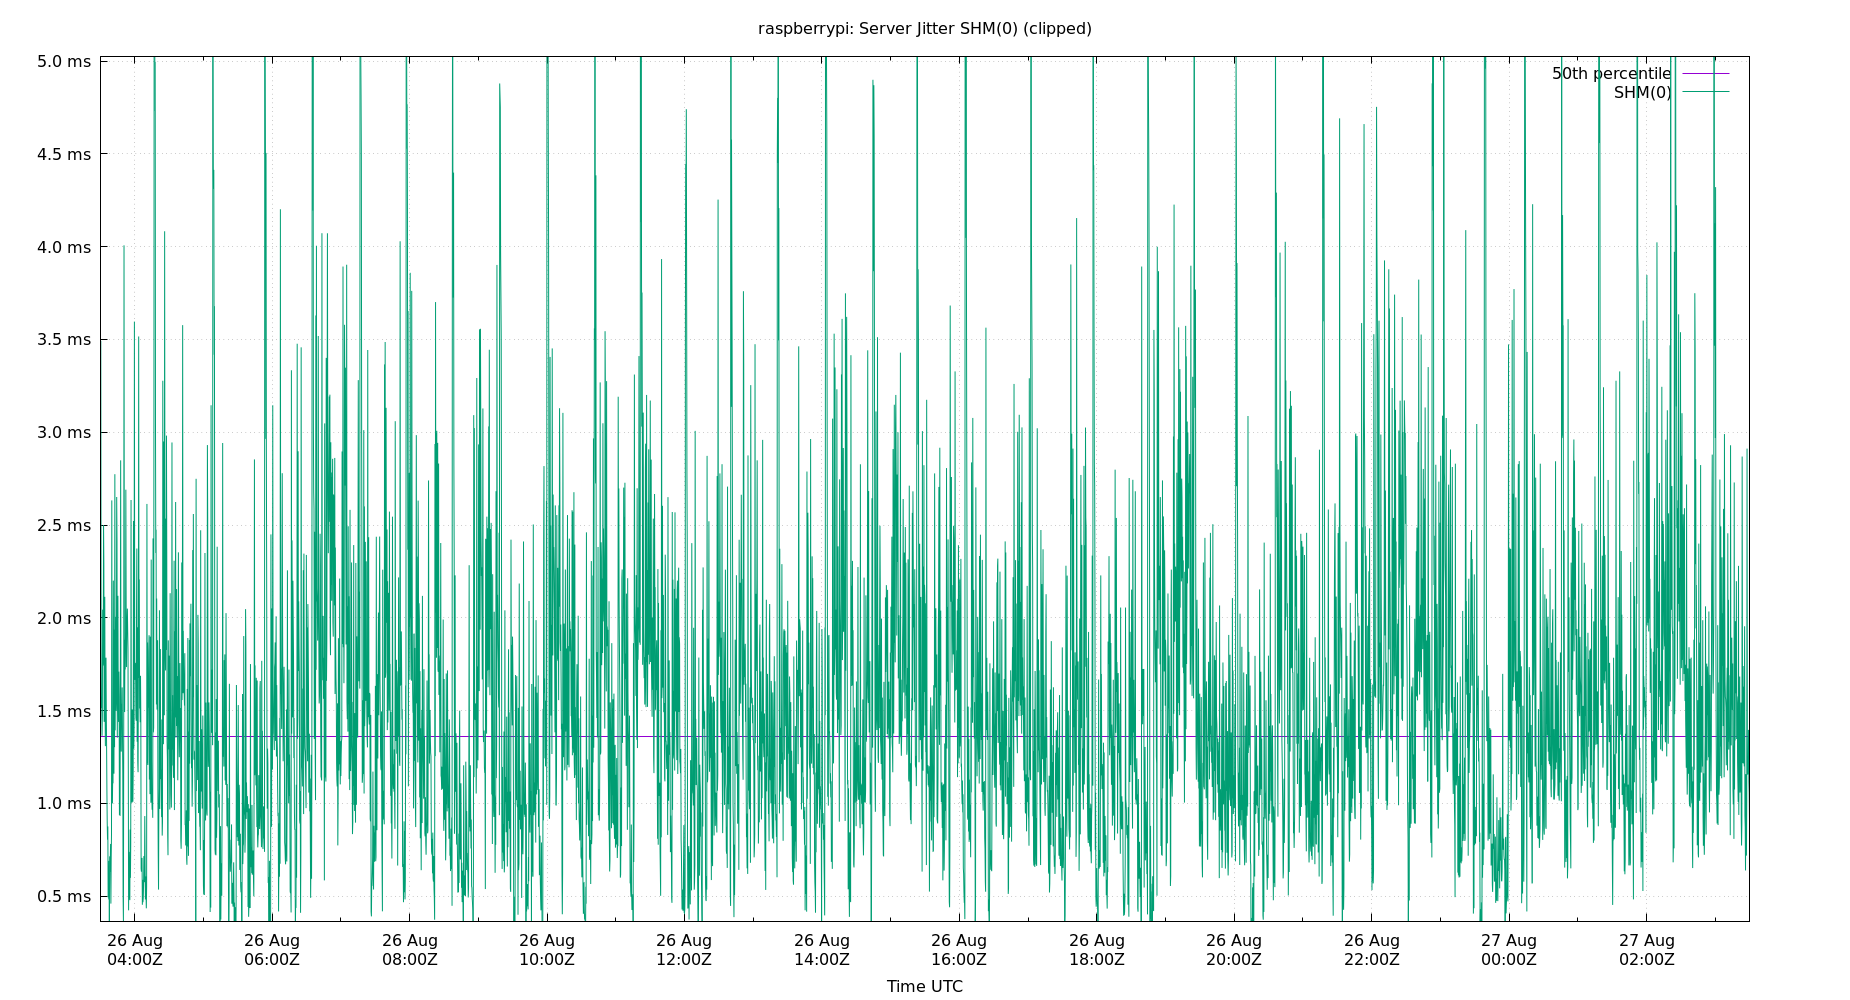 raspberrypi: Server Jitter SHM(0) (clipped)
50th percentile
SHM(0)
5.0 ms
4.5 ms
4.0 ms
3.5 ms
3.0 ms
2.5 ms
2.0 ms
1.5 ms
1.0 ms
0.5 ms
26 Aug 26 Aug 26 Aug 26 Aug 26 Aug 26 Aug 26 Aug 26 Aug 26 Aug 26 Aug 27 Aug 27 Aug
04:00Z 06:00Z 08:00Z 10:00Z 12:00Z 14:00Z 16:00Z 18:00Z 20:00Z 22:00Z 00:00Z 02:00Z
Time UTC